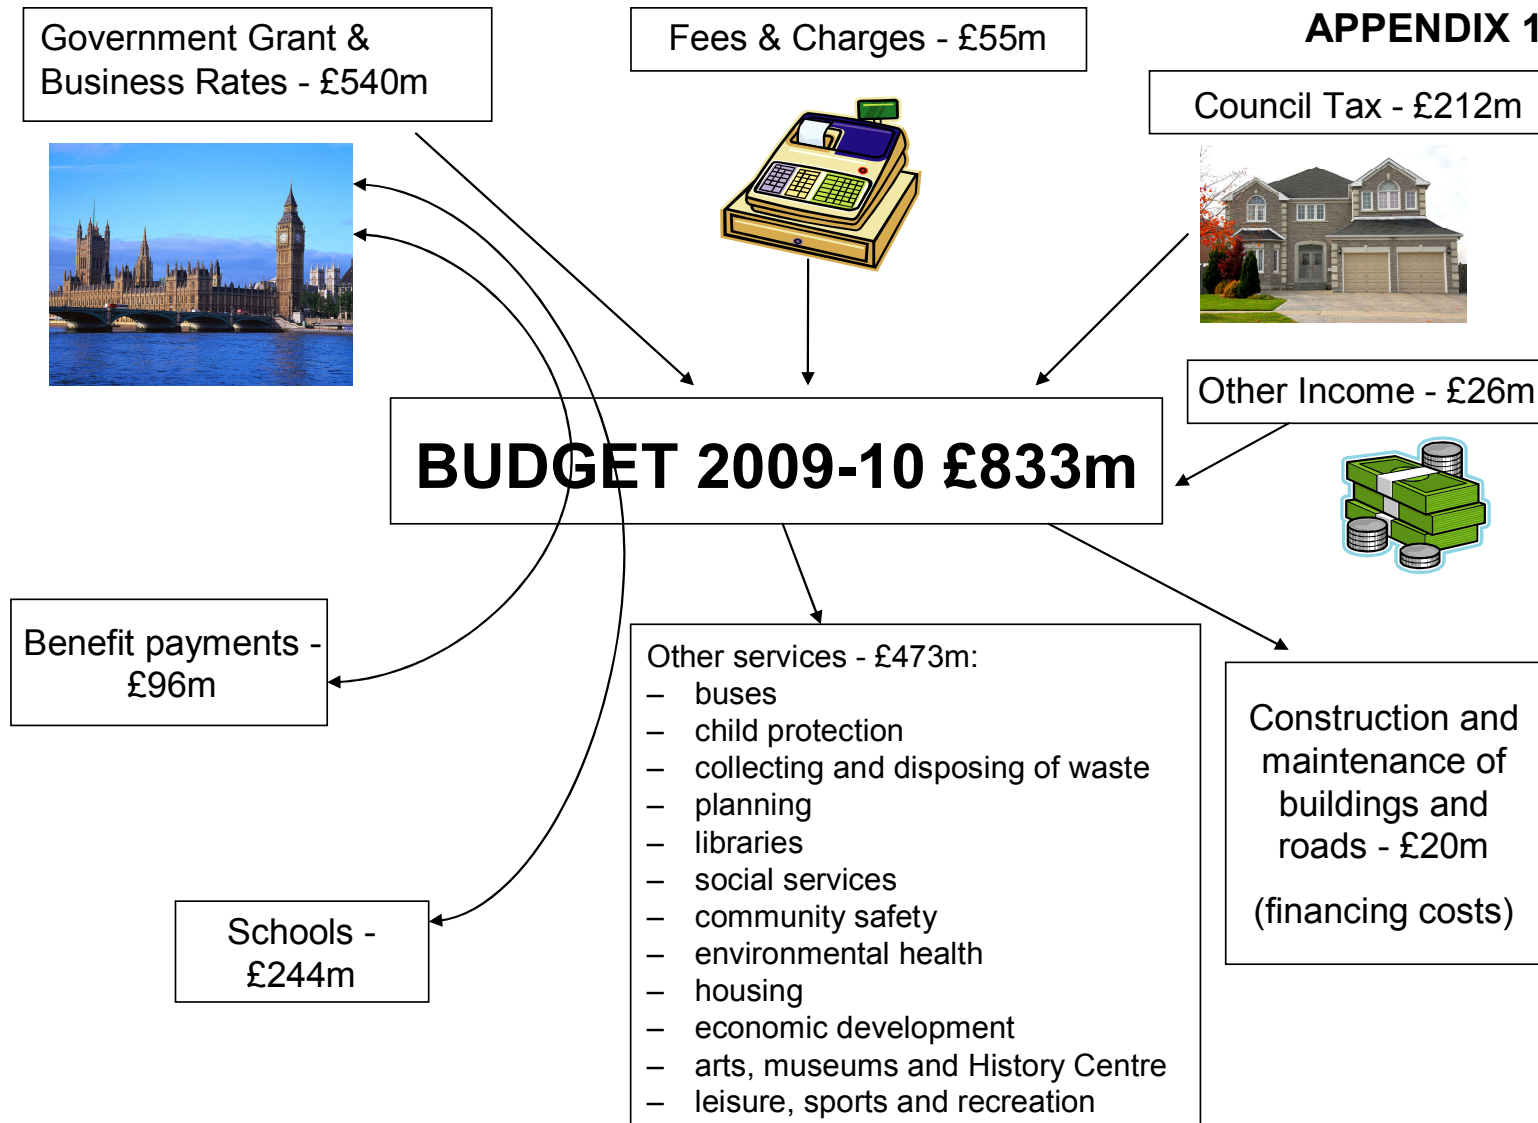 APPENDIX 1
Government Grant &
Business Rates - £540m
Fees & Charges - £55m
Council Tax - £212m
Other Income - £26m
BUDGET 2009-10 £833m
Benefit payments -
£96m
Schools -
£244m
Other services - £473m:
– buses
– child protection
– collecting and disposing of waste
– planning
– libraries
– social services
– community safety
– environmental health
– housing
– economic development
– arts, museums and History Centre
– leisure, sports and recreation
Construction and
maintenance of
buildings and
roads - £20m
(financing costs)